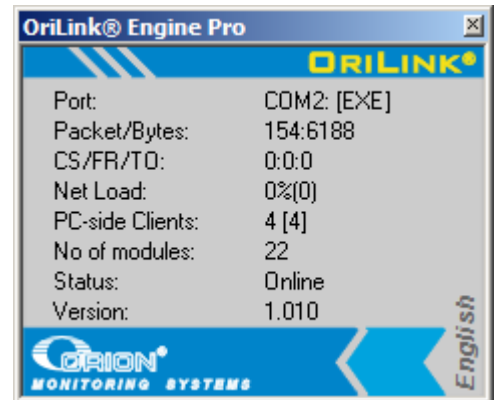 OriLink® Engine Pro
ORILINK®
Port: COM2: [EXE]
Packet/Bytes: 154:6188
CS/FR/TO: 0:0:0
Net Load: 0%(0)
PC-side Clients: 4 [4]
No of modules: 22
Status: Online
Version: 1.010
English
ORION®
MONITORING SYSTEMS